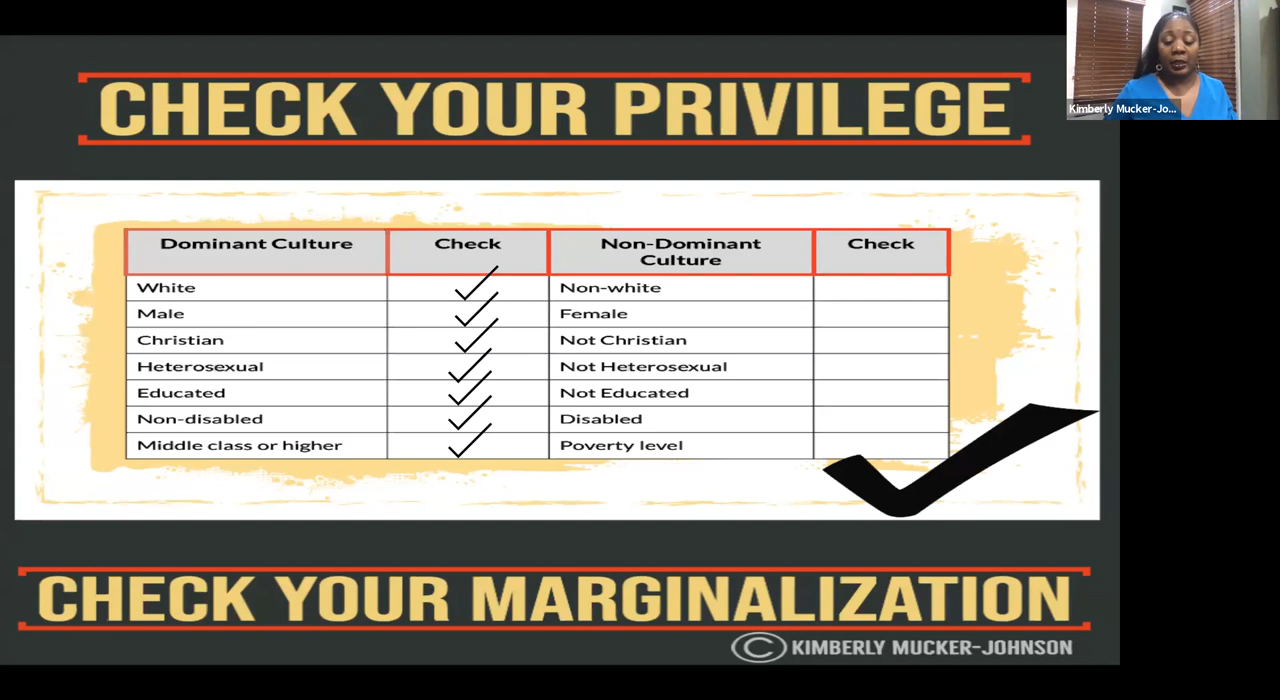 CHECK YOUR PRIVILEGE
Kimberly Mucker-Jo...
Dominant Culture Check Non-Dominant Culture Check
White Non-white
Male Female
Christian Not Christian
Heterosexual Not Heterosexual
Educated Not Educated
Non-disabled Disabled
Middle class or higher Poverty level
CHECK YOUR MARGINALIZATION
© KIMBERLY MUCKER-JOHNSON